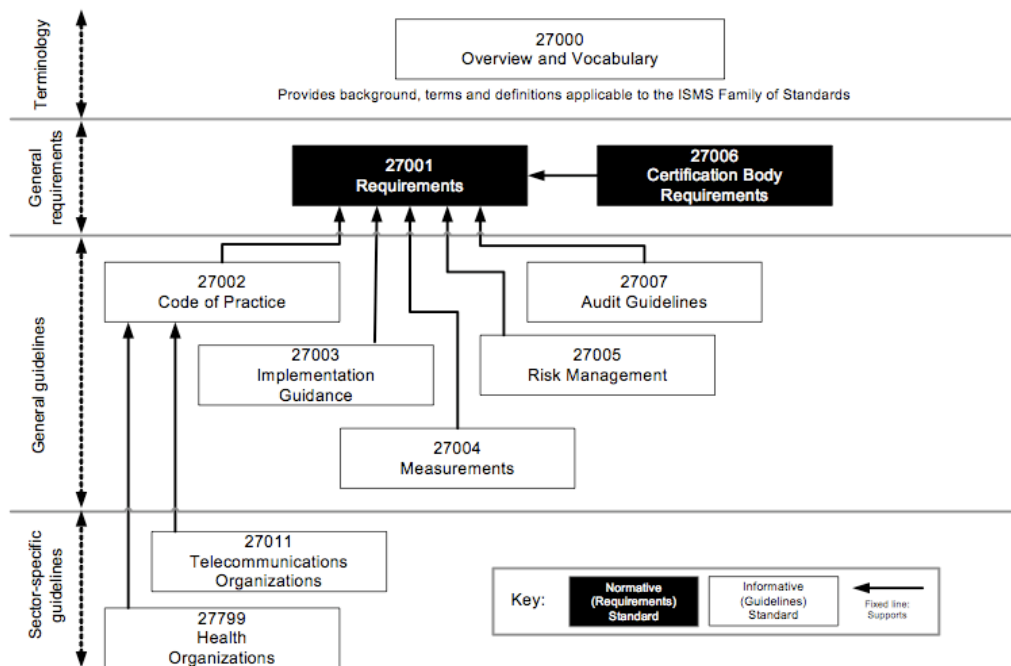 Terminology
27000
Overview and Vocabulary
Provides background, terms and definitions applicable to the ISMS Family of Standards
General
requirements
27001
Requirements
27006
Certification Body
Requirements
General guidelines
27002
Code of Practice
27007
Audit Guidelines
27003
Implementation
Guidance
27005
Risk Management
27004
Measurements
Sector-specific
guidelines
27011
Telecommunications
Organizations
27799
Health
Organizations
Key:
Normative
(Requirements)
Standard
Informative
(Guidelines)
Standard
Fixed line:
Supports